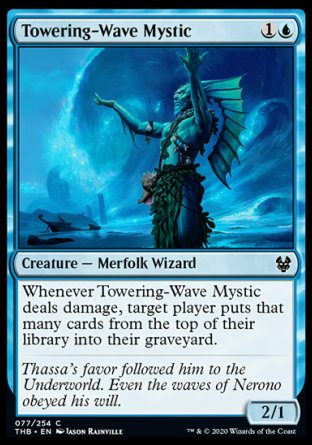 Towering-Wave Mystic 1
Creature — Merfolk Wizard
Whenever Towering-Wave Mystic
deals damage, target player puts that
many cards from the top of their
library into their graveyard.
Thassa's favor followed him to the
Underworld. Even the waves of Nerono
obeyed his will.
2/1
077/254 C
THB • EN Jason Rainville
™ & © 2020 Wizards of the Coast